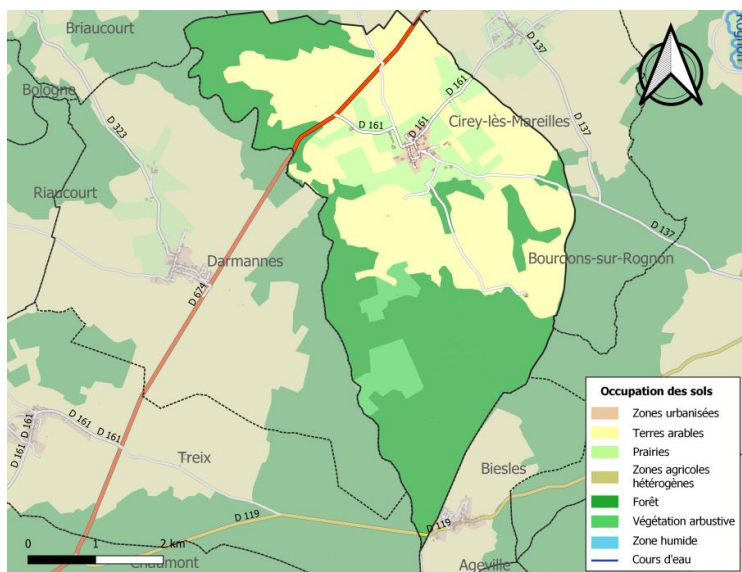 Briaucourt
D 137
Rognon
Bologne
D 323
D 161
D 161
D 161
Cirey-lès-Mareilles
D 137
Riaucourt
D 137
Darmannes
D 674
Bourdons-sur-Rognon
D 161
D 161
D 161
D 161
Treix
Biesles
D 119
D 119
Chaumont
Ageville
0 1 2 km
Occupation des sols
Zones urbanisées
Terres arables
Prairies
Zones agricoles
hétérogènes
Forêt
Végétation arbustive
Zone humide
Cours d'eau